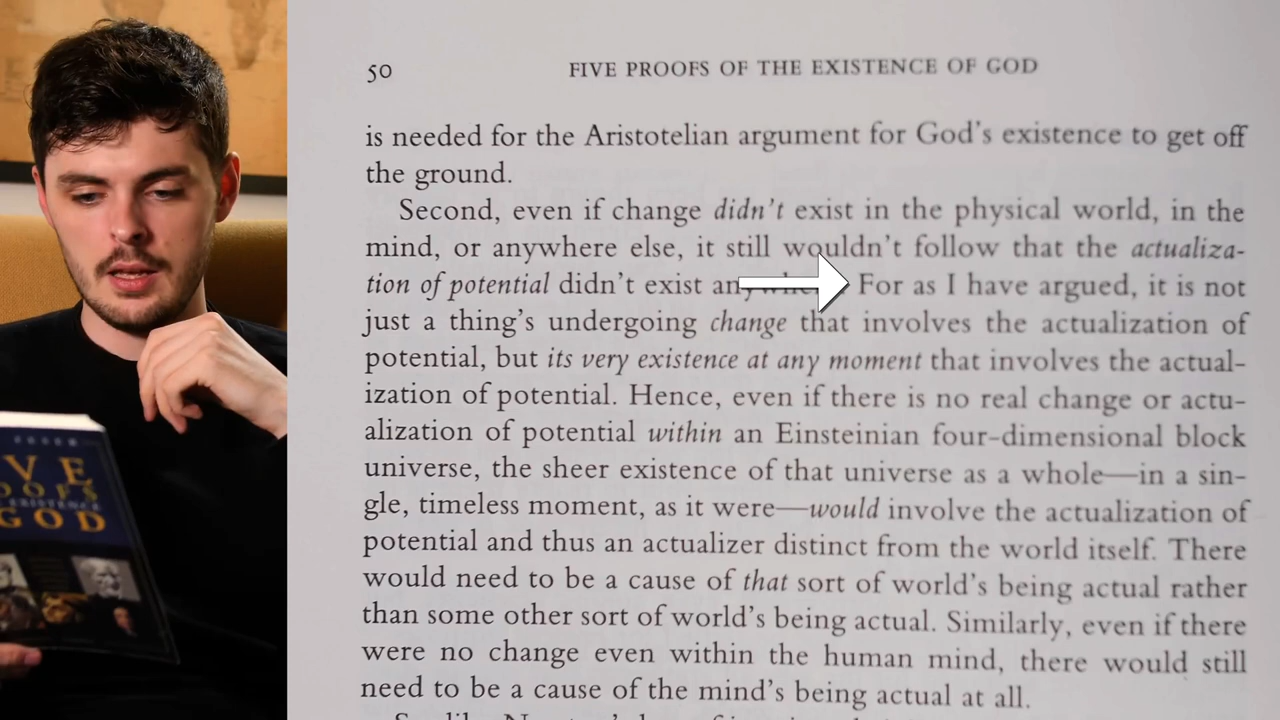 50
FIVE PROOFS OF THE EXISTENCE OF GOD
is needed for the Aristotelian argument for God's existence to get off
the ground.
Second, even if change didn't exist in the physical world, in the
mind, or anywhere else, it still wouldn't follow that the actualiza-
tion of potential didn't exist For as I have argued, it is not
just a thing's undergoing change that involves the actualization of
potential, but its very existence at any moment that involves the actual-
ization of potential. Hence, even if there is no real change or actu-
alization of potential within an Einsteinian four-dimensional block
universe, the sheer existence of that universe as a whole—in a sin-
gle, timeless moment, as it were—would involve the actualization of
potential and thus an actualizer distinct from the world itself. There
would need to be a cause of that sort of world's being actual rather
than some other sort of world's being actual. Similarly, even if there
were no change even within the human mind, there would still
need to be a cause of the mind's being actual at all.
VE
OOFS
EXISTENCE
GOD